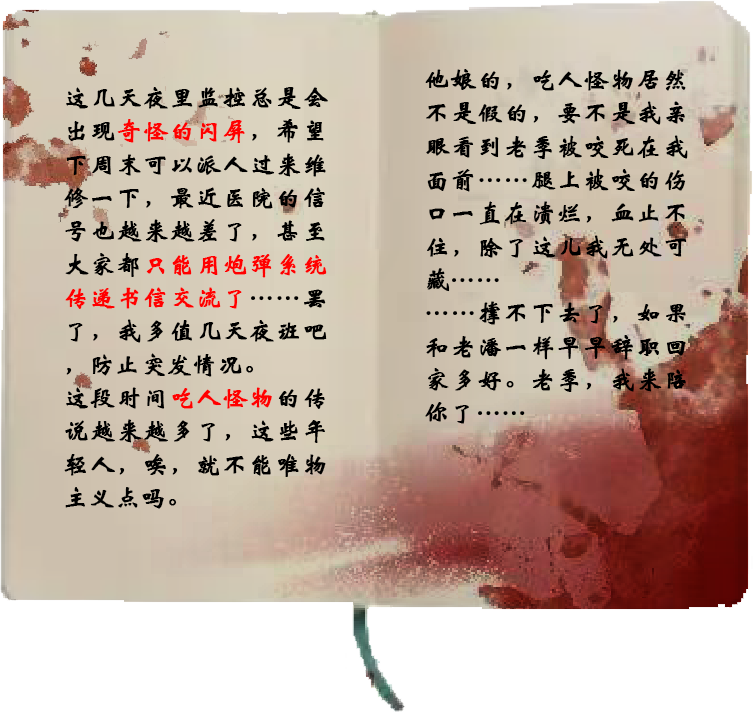 这几天夜里监控总是会
出现奇怪的闪屏，希望
下周末可以派人过来维
修一下，最近医院的信
号也越来越差了，甚至
大家都只能用炮弹系统
传递书信交流了……罢
了，我多值几天夜班吧
，防止突发情况。
这段时间吃人怪物的传
说越来越多了，这些年
轻人，唉，就不能唯物
主义点吗。
他娘的，吃人怪物居然
不是假的，要不是我亲
眼看到老季被咬死在我
面前……腿上被咬的伤
口一直在溃烂，血止不
住，除了这儿我无处可
藏……
……撑不下去了，如果
和老潘一样早早辞职回
家多好。老季，我来陪
你了……